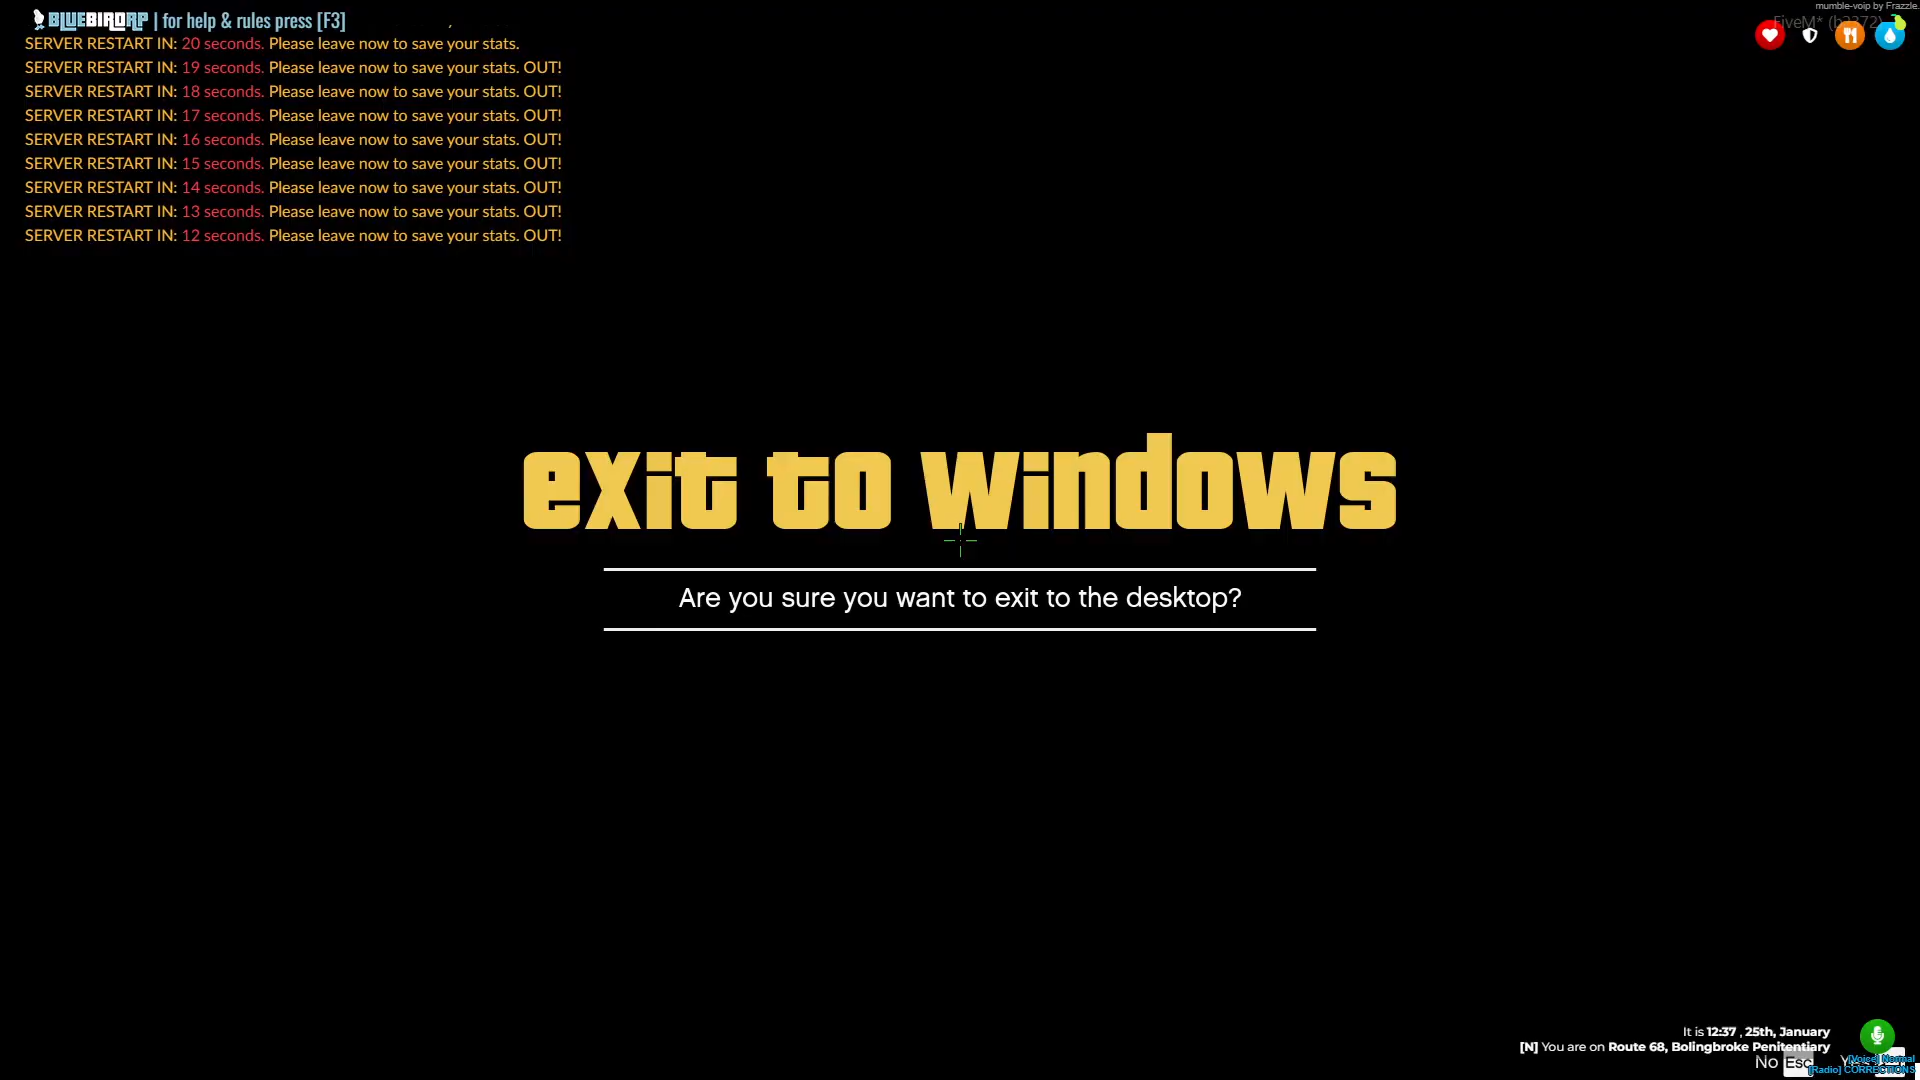 mumble-voip by Frazzle.
BLUEBIRDRP | for help & rules press [F3]
FiveM* (b2372)
SERVER RESTART IN: 20 seconds. Please leave now to save your stats.
SERVER RESTART IN: 19 seconds. Please leave now to save your stats. OUT!
SERVER RESTART IN: 18 seconds. Please leave now to save your stats. OUT!
SERVER RESTART IN: 17 seconds. Please leave now to save your stats. OUT!
SERVER RESTART IN: 16 seconds. Please leave now to save your stats. OUT!
SERVER RESTART IN: 15 seconds. Please leave now to save your stats. OUT!
SERVER RESTART IN: 14 seconds. Please leave now to save your stats. OUT!
SERVER RESTART IN: 13 seconds. Please leave now to save your stats. OUT!
SERVER RESTART IN: 12 seconds. Please leave now to save your stats. OUT!
exit to windows
Are you sure you want to exit to the desktop?
It is 12:37 , 25th, January
[N] You are on Route 68, Bolingbroke Penitentiary
No Esc
[Voice] Normal
[Radio] CORRECTIONS